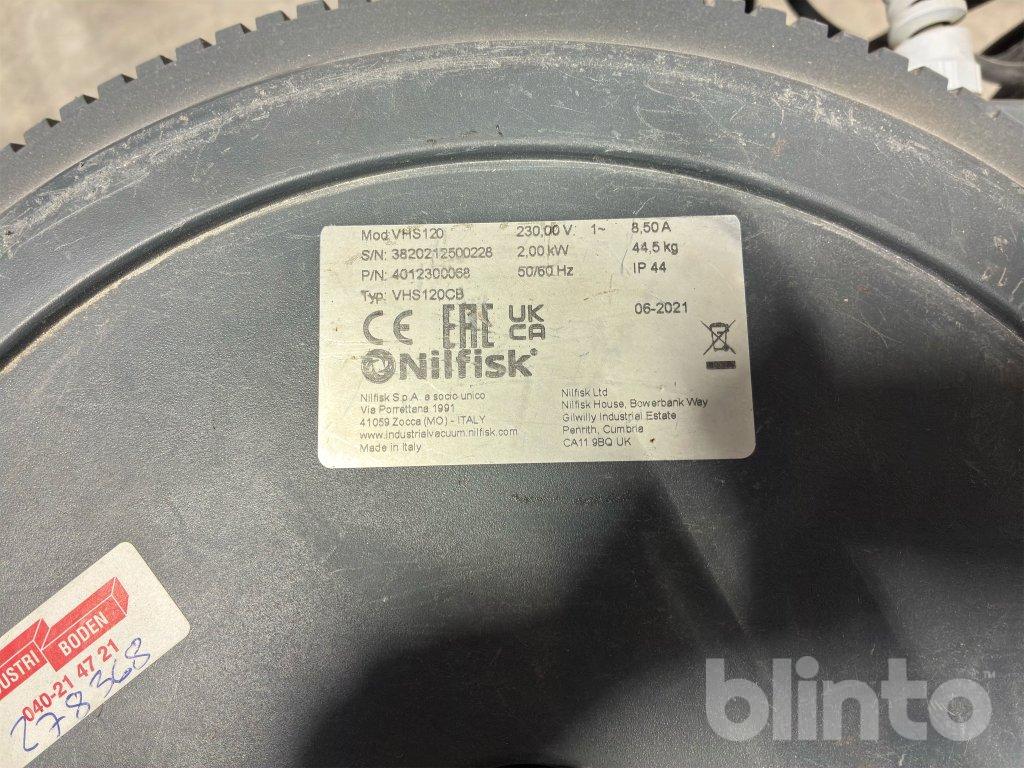 Mod VHS120 230,00 V: 1~ 8,50 A
S/N: 3820212500228 2,00 kW 44,5 kg
P/N: 4012300068 50/60 Hz IP 44
Typ: VHS120CB
06-2021
CE EAC UK CA
Nilfisk
Nilfisk S.p.A. a socio unico
Via Porrettana 1991
41059 Zocca (MO) - ITALY
www.industrialvacuum.nilfisk.com
Made in Italy
Nilfisk Ltd
Nilfisk House, Bowerbank Way
Gilwilly Industrial Estate
Penrith, Cumbria
CA11 9BQ UK
USTRI BODEN
040-21 47 21
278368
blinto™